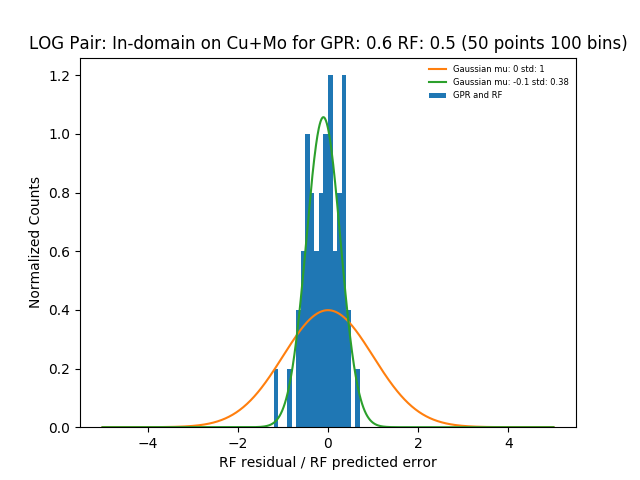 LOG Pair: In-domain on Cu+Mo for GPR: 0.6 RF: 0.5 (50 points 100 bins)
Gaussian mu: 0 std: 1
Gaussian mu: -0.1 std: 0.38
GPR and RF
Normalized Counts
1.2
1.0
0.8
0.6
0.4
0.2
0.0
−4 −2 0 2 4
RF residual / RF predicted error